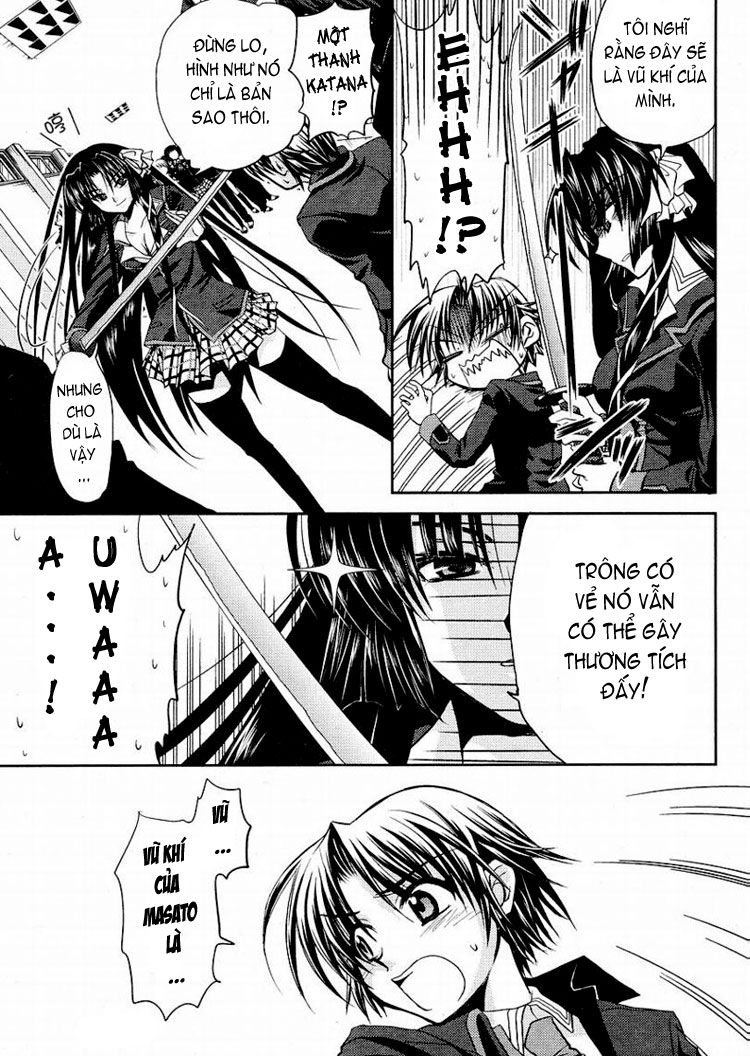 TÔI NGHĨ
RẰNG ĐÂY SẼ
LÀ VŨ KHÍ CỦA
MÌNH.
EHHH!?
MỘT
THANH
KATANA
!?
ĐỪNG LO,
HÌNH NHƯ NÓ
CHỈ LÀ BẢN
SAO THÔI.
NHƯNG
CHO
DÙ LÀ
VẬY
...
TRÔNG CÓ
VẺ NÓ VẪN
CÓ THỂ GÂY
THƯƠNG TÍCH
ĐẤY!
UWAAA
A...!
VŨ
...
VŨ KHÍ
CỦA
MASATO
LÀ
...